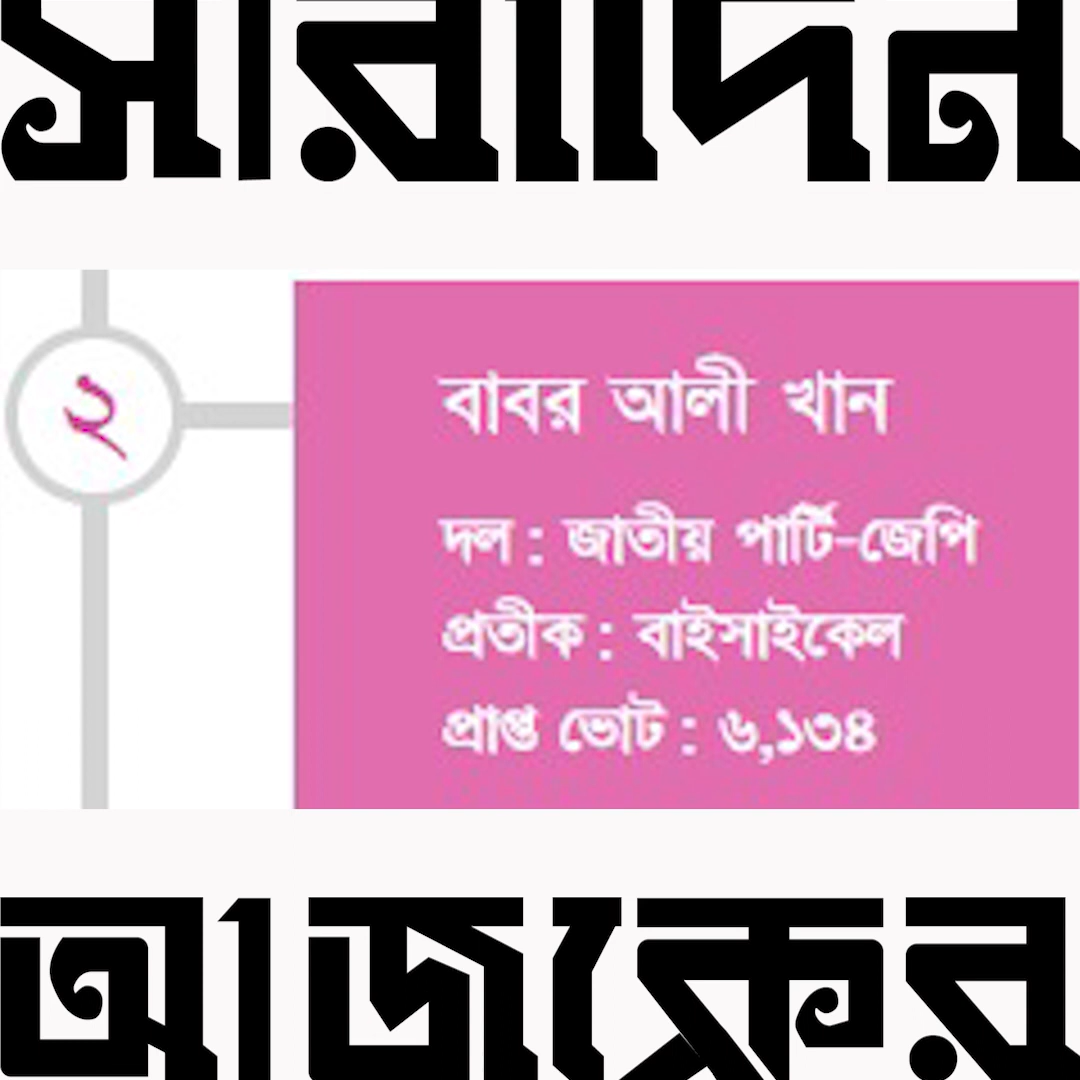 সারাদিন
২
বাবর আলী খান
দল : জাতীয় পার্টি-জেপি
প্রতীক : বাইসাইকেল
প্রাপ্ত ভোট : ৬,১৩৪
আজকের